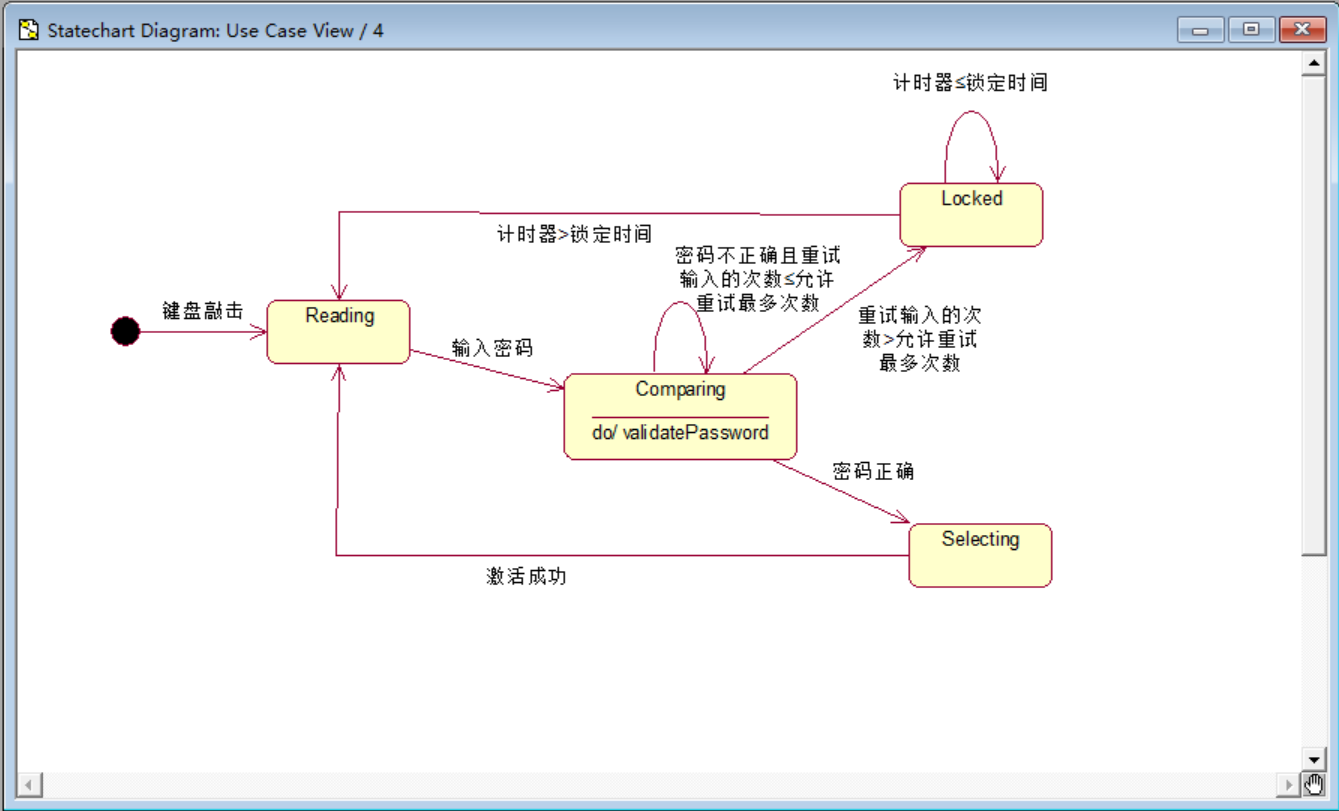 Statechart Diagram: Use Case View / 4
计时器≤锁定时间
Locked
计时器>锁定时间
密码不正确且重试
输入的次数≤允许
重试最多次数
键盘敲击
Reading
重试输入的次
数>允许重试
最多次数
输入密码
Comparing
do/ validatePassword
密码正确
Selecting
激活成功